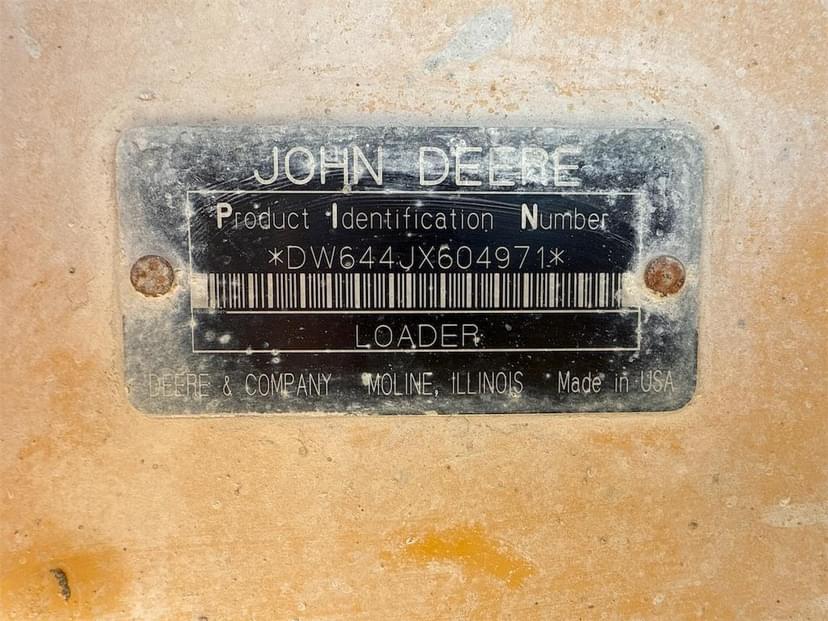 JOHN DEERE
Product Identification Number
*DW644JX604971*
LOADER
DEERE & COMPANY MOLINE, ILLINOIS Made in USA